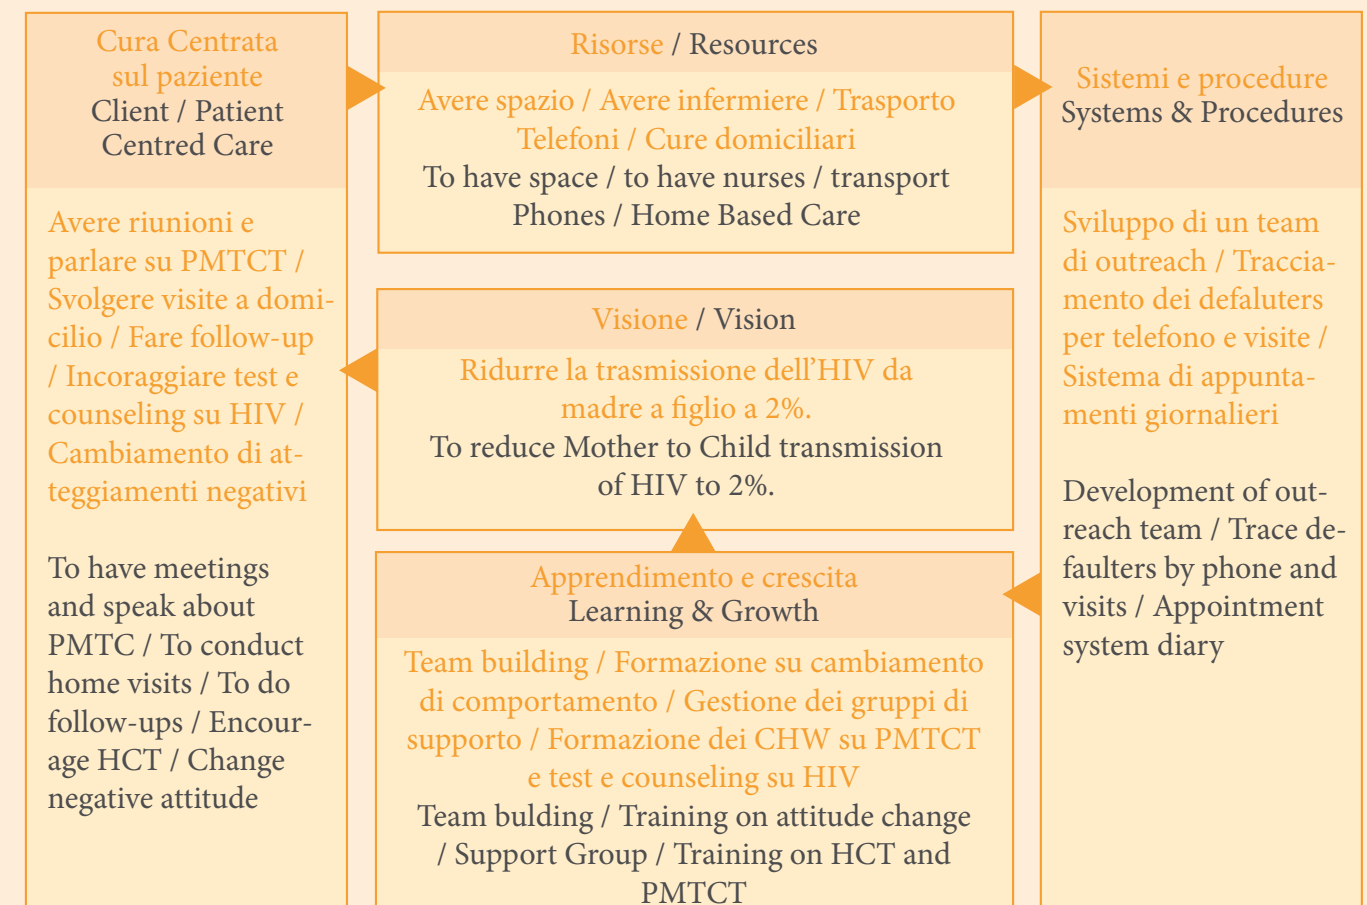 Cura Centrata
sul paziente
Client / Patient
Centred Care
Avere riunioni e
parlare su PMTCT /
Svolgere visite a domi-
cilio / Fare follow-up
/ Incoraggiare test e
counseling su HIV /
Cambiamento di at-
teggiamenti negativi
To have meetings
and speak about
PMTC / To conduct
home visits / To do
follow-ups / Encour-
age HCT / Change
negative attitude
Risorse / Resources
Avere spazio / Avere infermiere / Trasporto
Telefoni / Cure domiciliari
To have space / to have nurses / transport
Phones / Home Based Care
Visione / Vision
Ridurre la trasmissione dell’HIV da
madre a figlio a 2%.
To reduce Mother to Child transmission
of HIV to 2%.
Apprendimento e crescita
Learning & Growth
Team building / Formazione su cambiamento
di comportamento / Gestione dei gruppi di
supporto / Formazione dei CHW su PMTCT
e test e counseling su HIV
Team bulding / Training on attitude change
/ Support Group / Training on HCT and
PMTCT
Sistemi e procedure
Systems & Procedures
Sviluppo di un team
di outreach / Traccia-
mento dei defaluters
per telefono e visite /
Sistema di appunta-
menti giornalieri
Development of out-
reach team / Trace de-
faulters by phone and
visits / Appointment
system diary